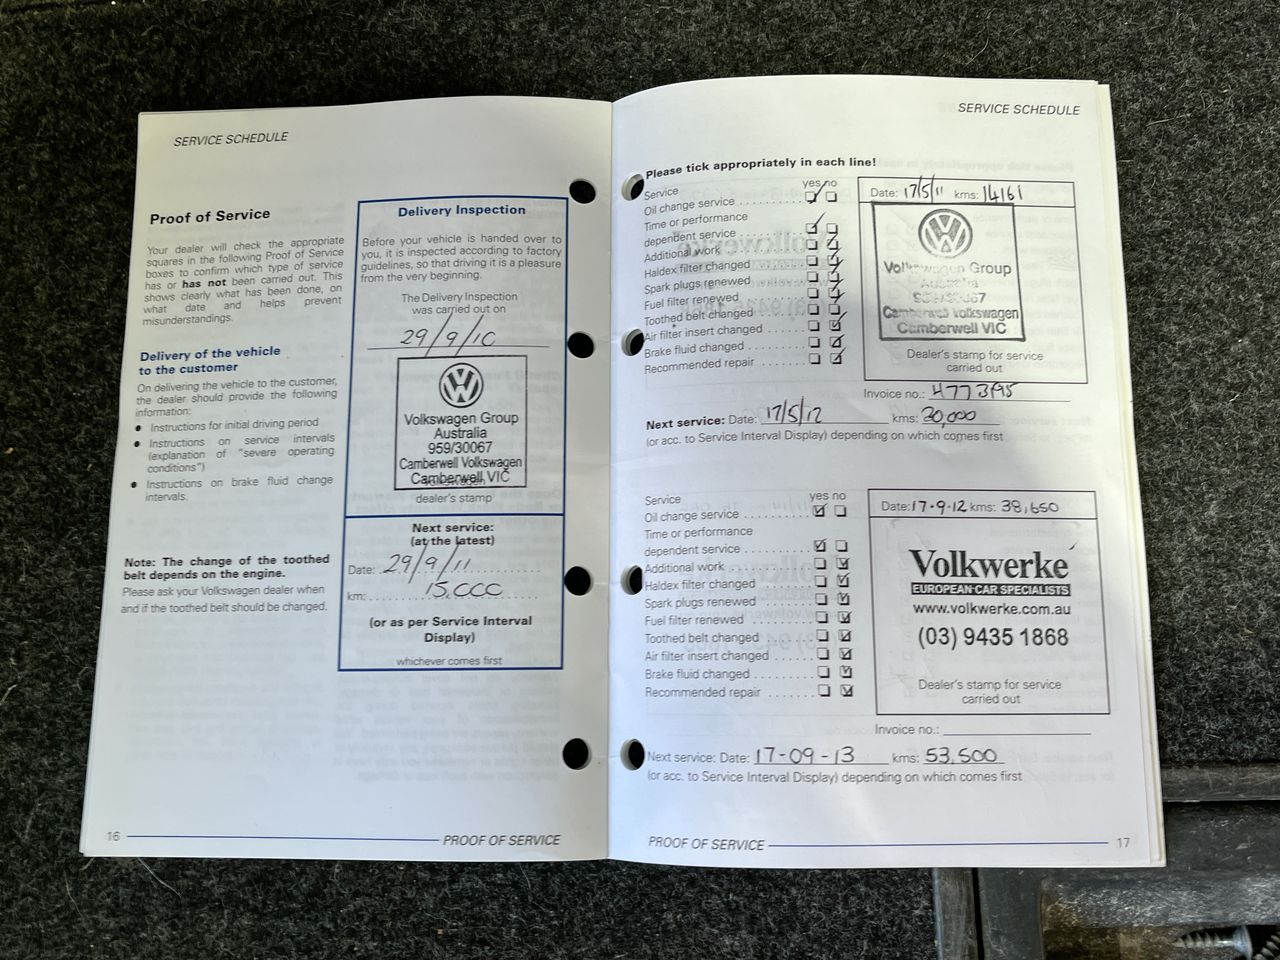 SERVICE SCHEDULE
Proof of Service
Your dealer will check the appropriate
squares in the following Proof of Service
boxes to confirm which type of service
has or has not been carried out. This
shows clearly what has been done, on
what date and helps prevent
misunderstandings.
Delivery of the vehicle
to the customer
On delivering the vehicle to the customer,
the dealer should provide the following
information:
● Instructions for initial driving period
● Instructions on service intervals
(explanation of "severe operating
conditions")
● Instructions on brake fluid change
intervals.
Note: The change of the toothed
belt depends on the engine.
Please ask your Volkswagen dealer when
and if the toothed belt should be changed.
Delivery Inspection
Before your vehicle is handed over to
you, it is inspected according to factory
guidelines, so that driving it is a pleasure
from the very beginning.
The Delivery Inspection
was carried out on
29/9/10
Volkswagen Group
Australia
959/30067
Camberwell Volkswagen
Camberwell VIC
dealer's stamp
Next service:
(at the latest)
Date: 29/9/11
km: 15,000
(or as per Service Interval
Display)
whichever comes first
16 PROOF OF SERVICE
SERVICE SCHEDULE
Please tick appropriately in each line!
Service yes no
Oil change service
Time or performance
dependent service
Additional work
Haldex filter changed
Spark plugs renewed
Fuel filter renewed
Toothed belt changed
Air filter insert changed
Brake fluid changed
Recommended repair
Date: 17/5/11 kms: 14161
Volkswagen Group
Australia
959/30067
Camberwell Volkswagen
Camberwell VIC
Dealer's stamp for service
carried out
Invoice no.:
Next service: Date: 17/5/12 kms: 30,000
(or acc. to Service Interval Display) depending on which comes first
Service yes no
Oil change service
Time or performance
dependent service
Additional work
Haldex filter changed
Spark plugs renewed
Fuel filter renewed
Toothed belt changed
Air filter insert changed
Brake fluid changed
Recommended repair
Date: 17·9·12 kms: 38,650
Volkwerke
EUROPEAN CAR SPECIALISTS
www.volkwerke.com.au
(03) 9435 1868
Dealer's stamp for service
carried out
Invoice no.:
Next service: Date: 17-09-13 kms: 53,500
(or acc. to Service Interval Display) depending on which comes first
PROOF OF SERVICE 17